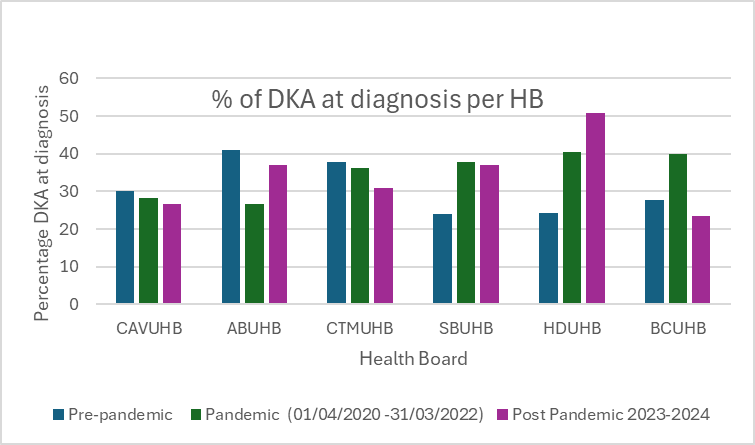 % of DKA at diagnosis per HB
Percentage DKA at diagnosis
60
50
40
30
20
10
0
CAVUHB ABUHB CTMUHB SBUHB HDUHB BCUHB
Health Board
Pre-pandemic Pandemic (01/04/2020 -31/03/2022) Post Pandemic 2023-2024